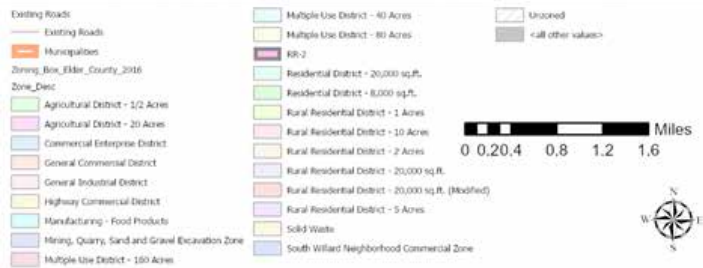 Existing Roads
Existing Roads
Municipalities
Zoning_Box_Elder_County_2016
Zone_Desc
Agricultural District - 1/2 Acres
Agricultural District - 20 Acres
Commercial Enterprise District
General Commercial District
General Industrial District
Highway Commercial District
Manufacturing - Food Products
Mining, Quarry, Sand and Gravel Excavation Zone
Multiple Use District - 160 Acres
Multiple Use District - 40 Acres
Multiple Use District - 80 Acres
RR-2
Residential District - 20,000 sq.ft.
Residential District - 8,000 sq.ft.
Rural Residential District - 1 Acres
Rural Residential District - 10 Acres
Rural Residential District - 2 Acres
Rural Residential District - 20,000 sq.ft.
Rural Residential District - 20,000 sq.ft. (Modified)
Rural Residential District - 5 Acres
Solid Waste
South Willard Neighborhood Commercial Zone
Unzoned
<all other values>
Miles
0 0.20.4 0.8 1.2 1.6
N
W E
S